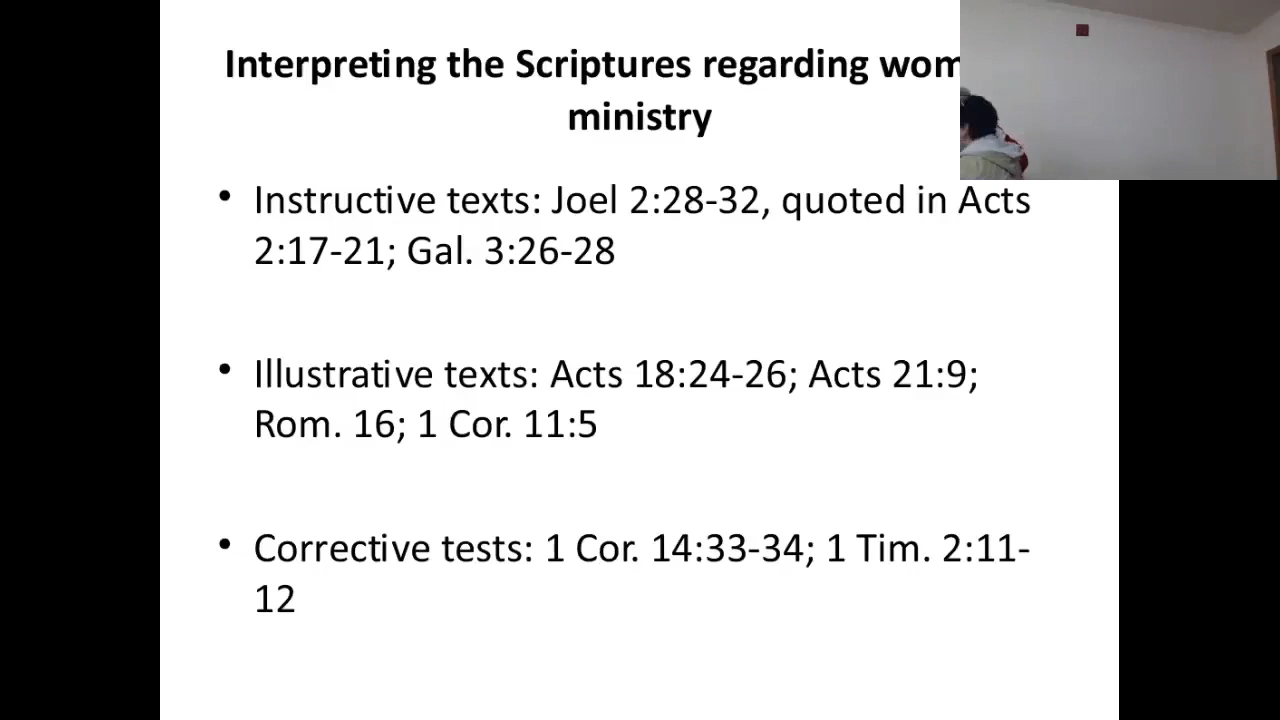 Interpreting the Scriptures regarding
ministry
• Instructive texts: Joel 2:28-32, quoted in Acts
2:17-21; Gal. 3:26-28
• Illustrative texts: Acts 18:24-26; Acts 21:9;
Rom. 16; 1 Cor. 11:5
• Corrective tests: 1 Cor. 14:33-34; 1 Tim. 2:11-
12